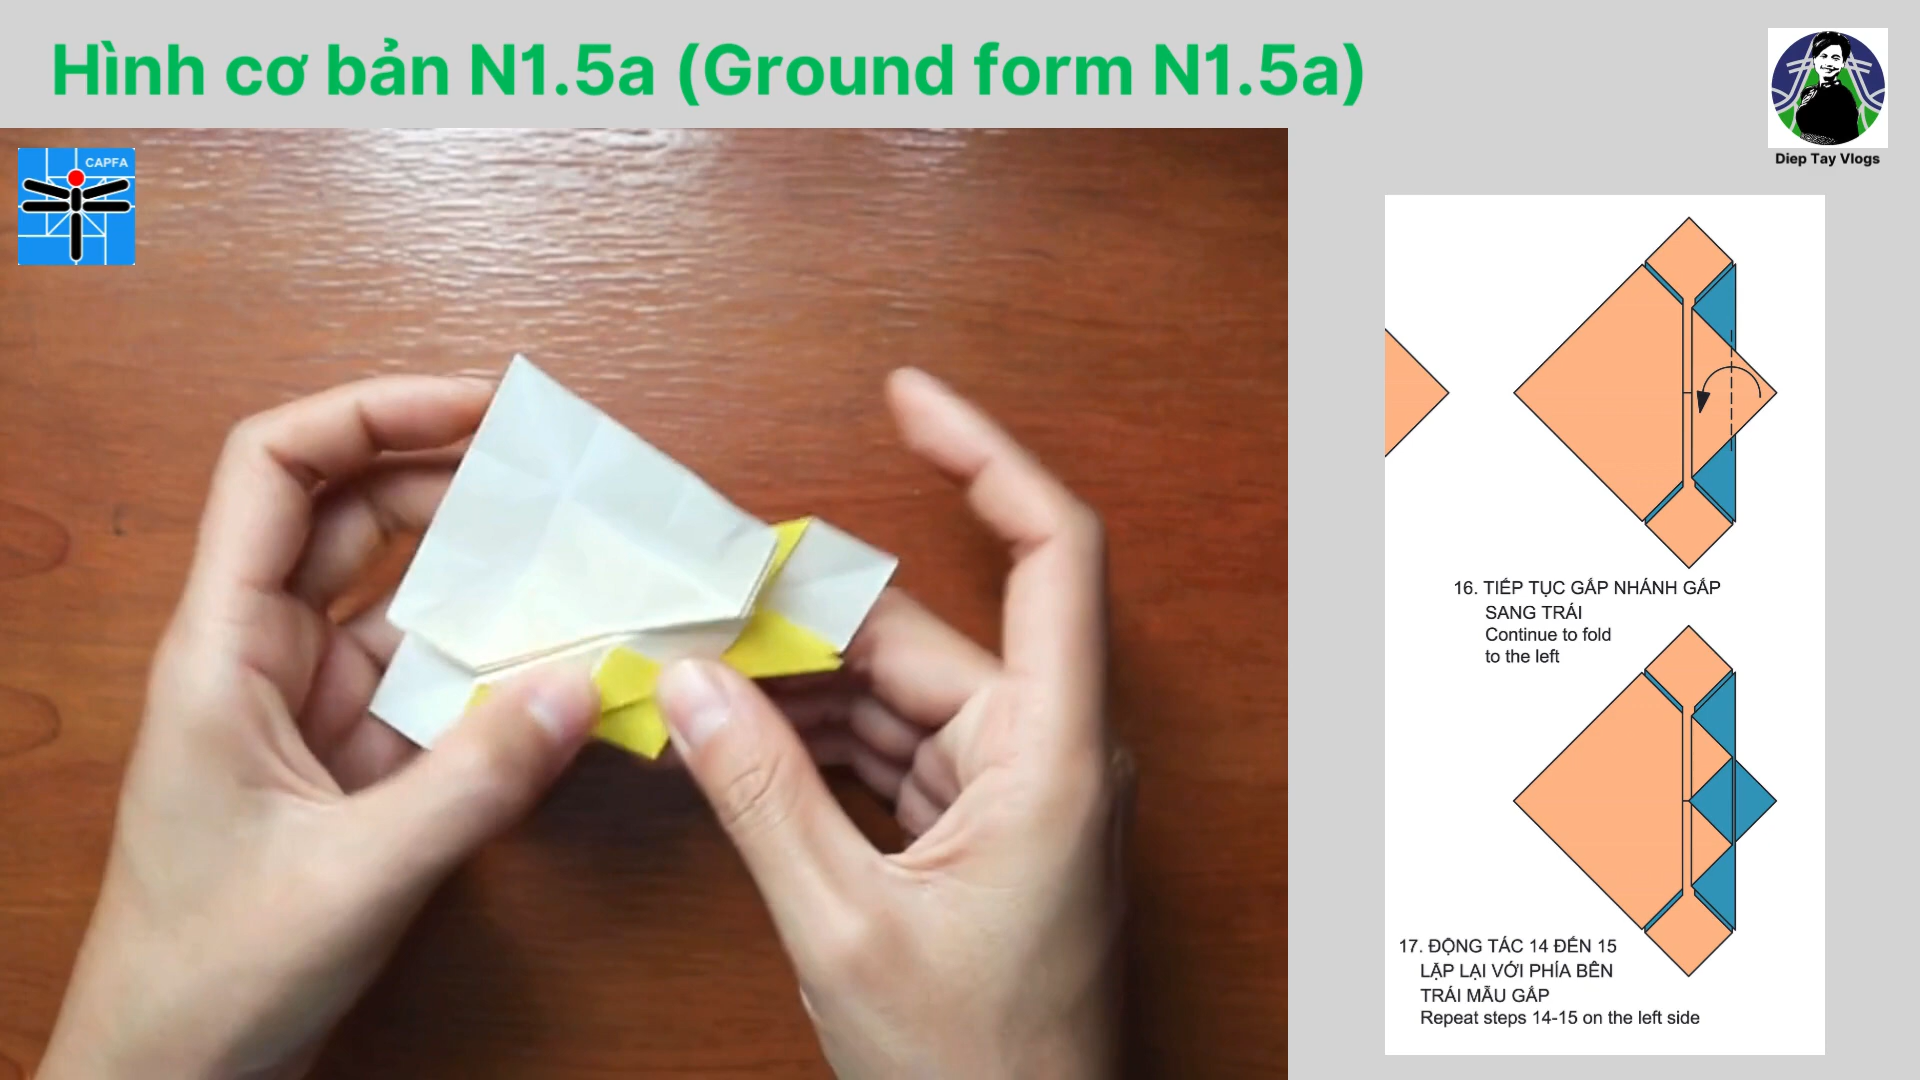 Hình cơ bản N1.5a (Ground form N1.5a)
CAPFA
Diep Tay Vlogs
16. TIẾP TỤC GẤP NHÁNH GẤP
SANG TRÁI
Continue to fold
to the left
17. ĐỘNG TÁC 14 ĐẾN 15
LẶP LẠI VỚI PHÍA BÊN
TRÁI MẪU GẤP
Repeat steps 14-15 on the left side